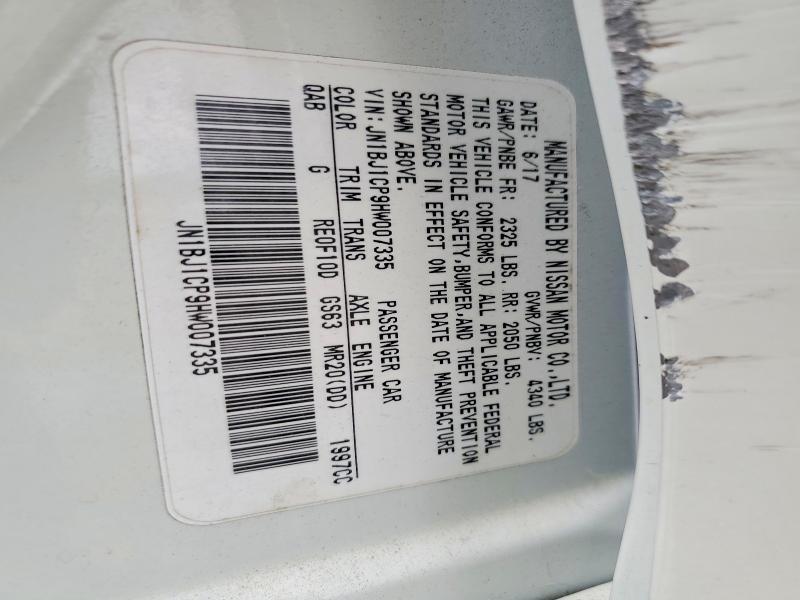 MANUFACTURED BY NISSAN MOTOR CO.,LTD.
DATE: 6/17 GVWR/PNBV: 4340 LBS.
GAWR/PNBE FR: 2325 LBS. RR: 2050 LBS.
THIS VEHICLE CONFORMS TO ALL APPLICABLE FEDERAL
MOTOR VEHICLE SAFETY,BUMPER,AND THEFT PREVENTION
STANDARDS IN EFFECT ON THE DATE OF MANUFACTURE
SHOWN ABOVE.
VIN: JN1BJ1CP9HW007335 PASSENGER CAR
COLOR TRIM TRANS AXLE ENGINE
QAB G RE0F10D GS63 MR20(DD) 1997CC
JN1BJ1CP9HW007335